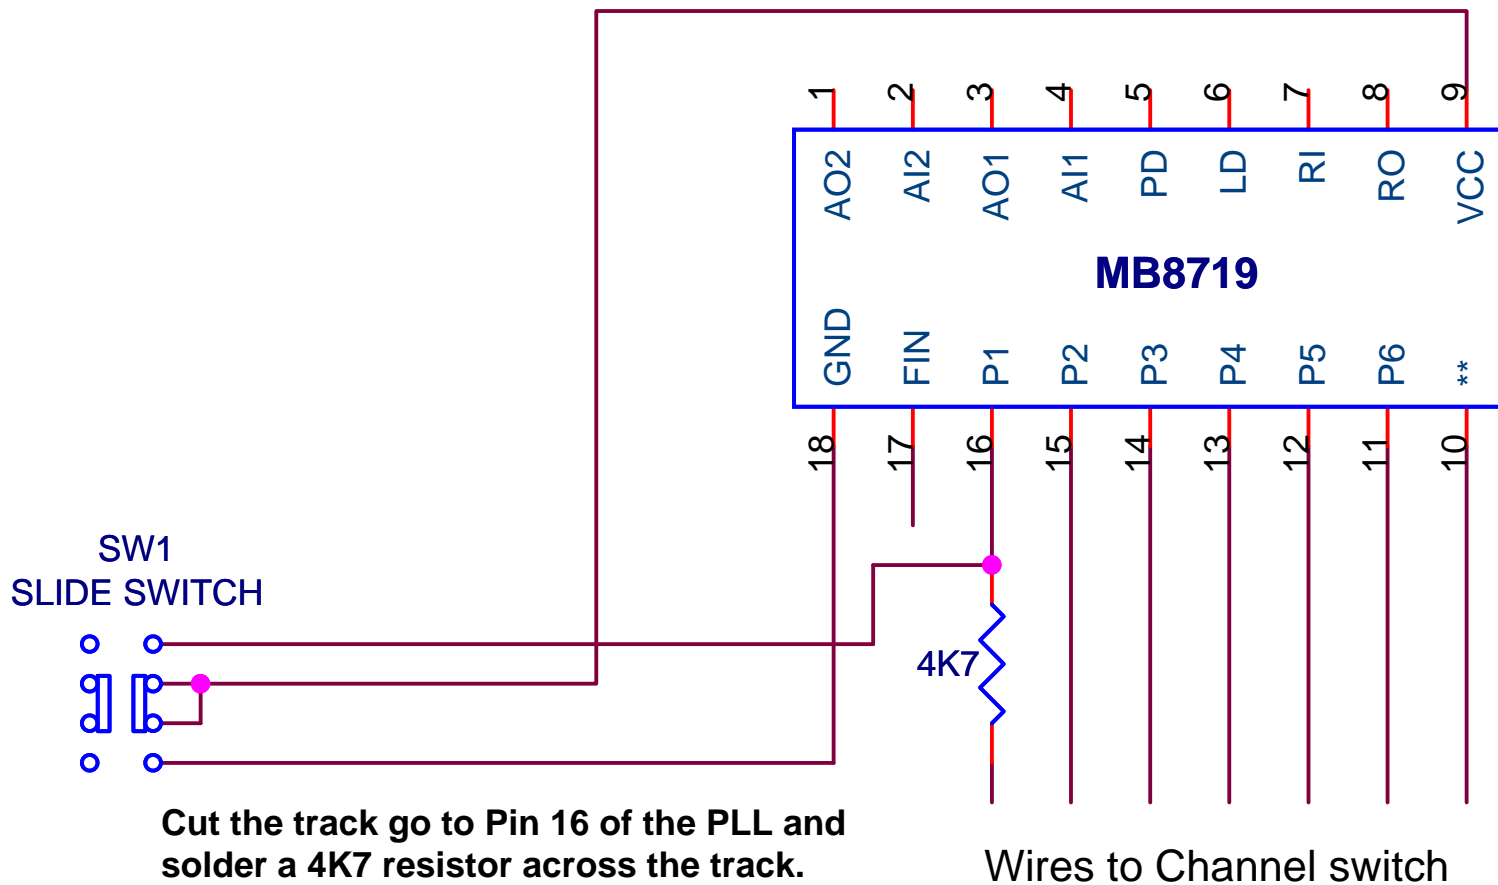 1 2 3 4 5 6 7 8 9
AO2 AI2 AO1 AI1 PD LD RI RO VCC
MB8719
GND FIN P1 P2 P3 P4 P5 P6 **
18 17 16 15 14 13 12 11 10
SW1
SLIDE SWITCH
4K7
Cut the track go to Pin 16 of the PLL and
solder a 4K7 resistor across the track.
Wires to Channel switch